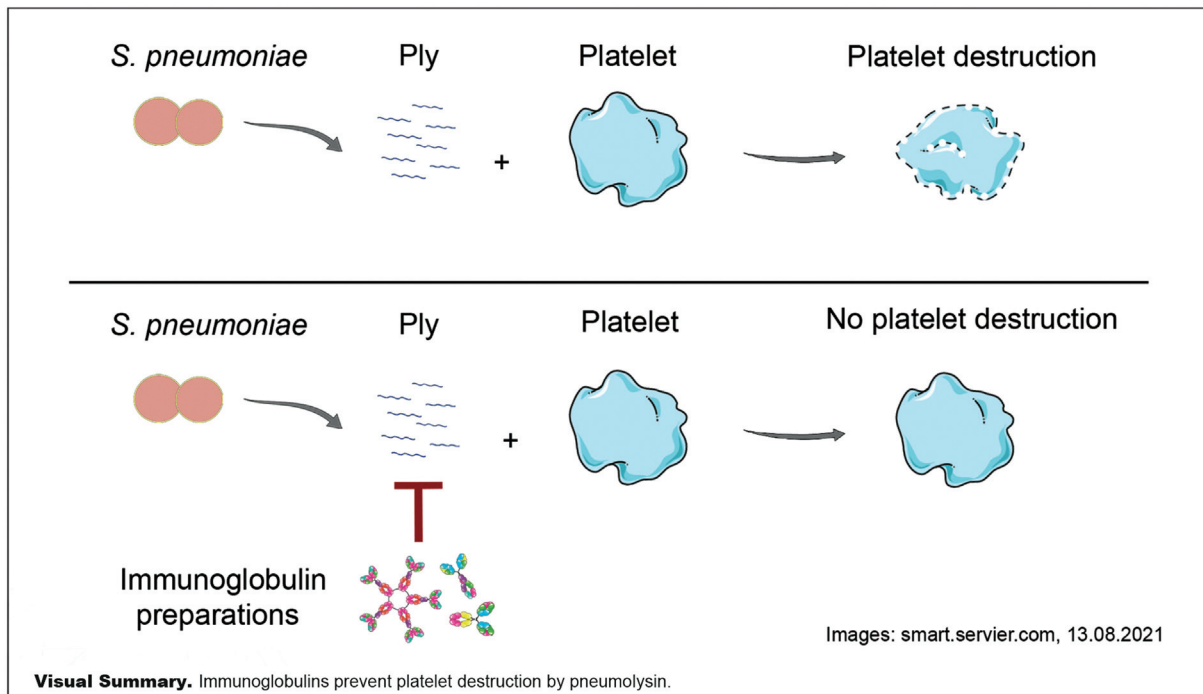 S. pneumoniae
Ply
Platelet
Platelet destruction
+
S. pneumoniae
Ply
Platelet
No platelet destruction
+
Immunoglobulin
preparations
Images: smart.servier.com, 13.08.2021
Visual Summary. Immunoglobulins prevent platelet destruction by pneumolysin.